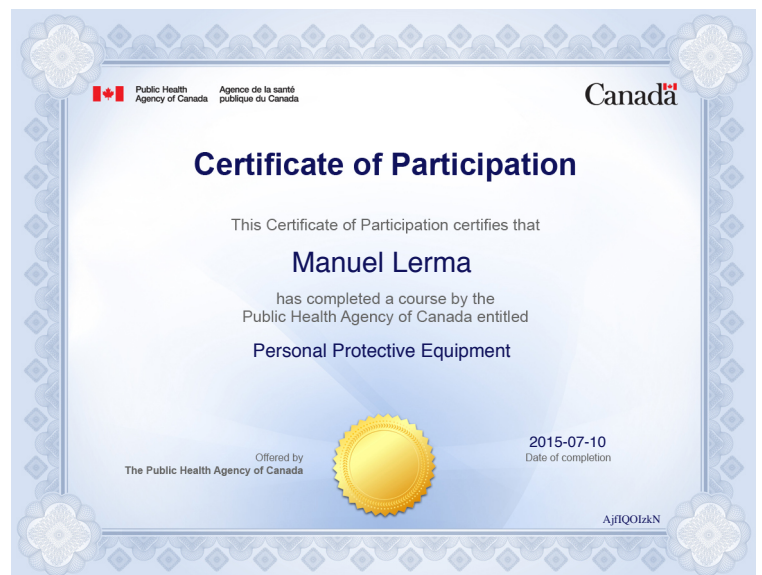 Public Health
Agency of Canada
Agence de la santé
publique du Canada
Canada
Certificate of Participation
This Certificate of Participation certifies that
Manuel Lerma
has completed a course by the
Public Health Agency of Canada entitled
Personal Protective Equipment
Offered by
The Public Health Agency of Canada
2015-07-10
Date of completion
AjfIQOIzkN